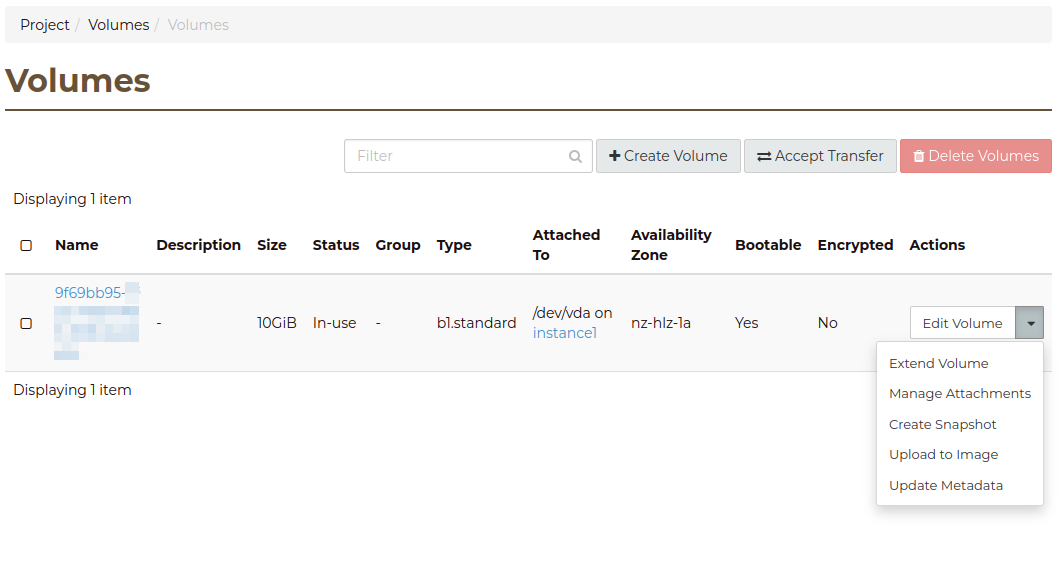 Project / Volumes / Volumes
Volumes
Filter Create Volume Accept Transfer Delete Volumes
Displaying 1 item
Name Description Size Status Group Type Attached To Availability Zone Bootable Encrypted Actions
9f69bb95- - 10GiB In-use - b1.standard /dev/vda on instance1 nz-hlz-1a Yes No Edit Volume
Displaying 1 item
Extend Volume
Manage Attachments
Create Snapshot
Upload to Image
Update Metadata